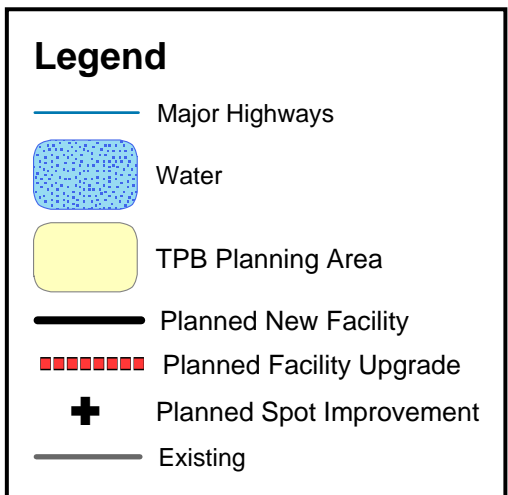 Legend
Major Highways
Water
TPB Planning Area
Planned New Facility
Planned Facility Upgrade
Planned Spot Improvement
Existing